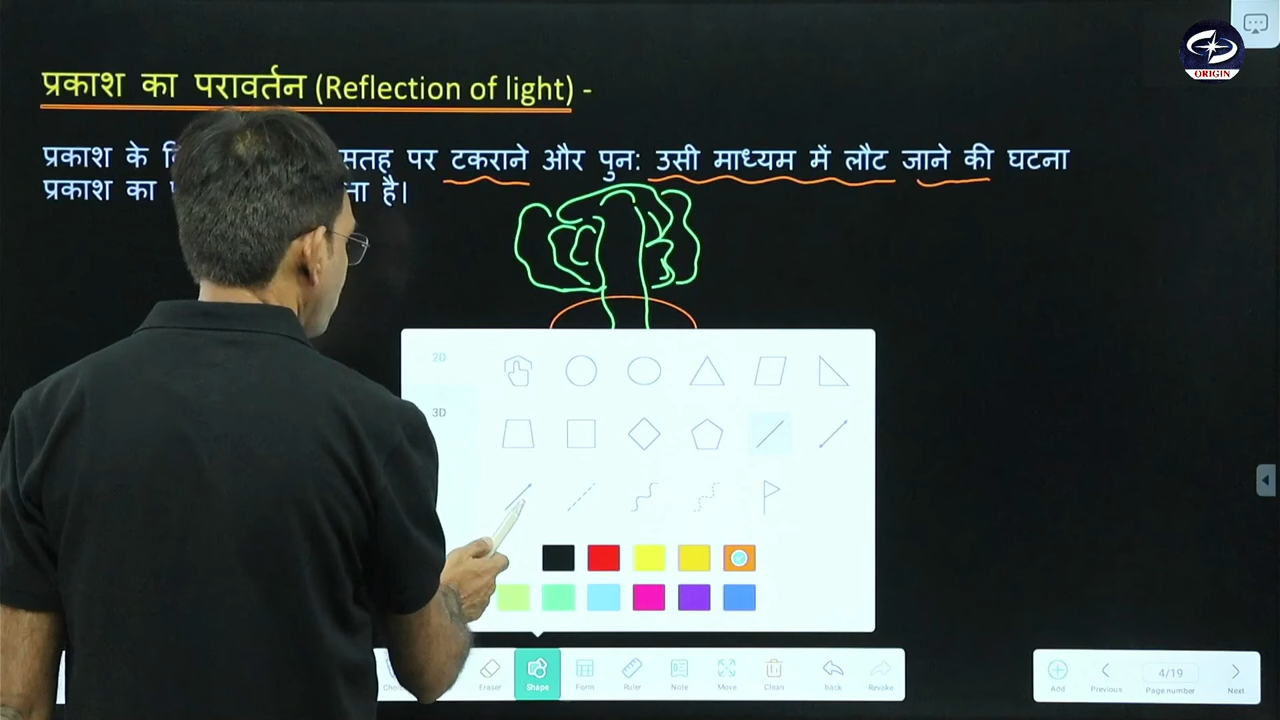 ORIGIN
प्रकाश का परावर्तन (Reflection of light) -
प्रकाश के पर टकराने और पुन: उसी माध्यम में लौट जाने की घटना
प्रकाश का है।
2D
3D
Eraser Shape Form Ruler Note Move Clean back Revoke
Add Previous 4/19 Page number Next